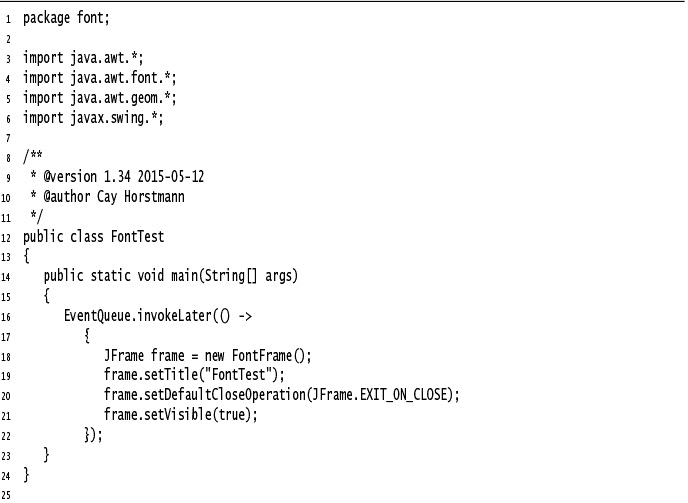 1 package font;
2
3 import java.awt.*;
4 import java.awt.font.*;
5 import java.awt.geom.*;
6 import javax.swing.*;
7
8 /**
9  * @version 1.34 2015-05-12
10  * @author Cay Horstmann
11  */
12 public class FontTest
13 {
14    public static void main(String[] args)
15    {
16       EventQueue.invokeLater(() ->
17          {
18             JFrame frame = new FontFrame();
19             frame.setTitle("FontTest");
20             frame.setDefaultCloseOperation(JFrame.EXIT_ON_CLOSE);
21             frame.setVisible(true);
22          });
23    }
24 }
25